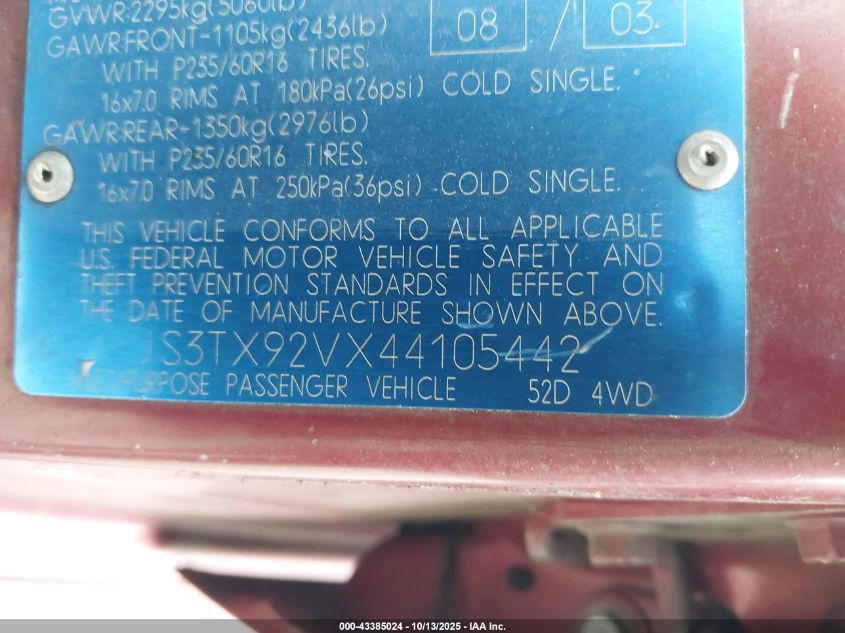 GVWR-2295kg(5060lb)
08 / 03
GAWRFRONT-1105kg(2436lb)
WITH P235/60R16 TIRES.
16x7.0 RIMS AT 180kPa(26psi) COLD SINGLE.
GAWRREAR-1350kg(2976lb)
WITH P235/60R16 TIRES.
16x7.0 RIMS AT 250kPa(36psi) COLD SINGLE.
THIS VEHICLE CONFORMS TO ALL APPLICABLE
U.S. FEDERAL MOTOR VEHICLE SAFETY AND
THEFT PREVENTION STANDARDS IN EFFECT ON
THE DATE OF MANUFACTURE SHOWN ABOVE.
JS3TX92VX44105442
MULTIPURPOSE PASSENGER VEHICLE 52D 4WD
000-43385024 - 10/13/2025 - IAA Inc.